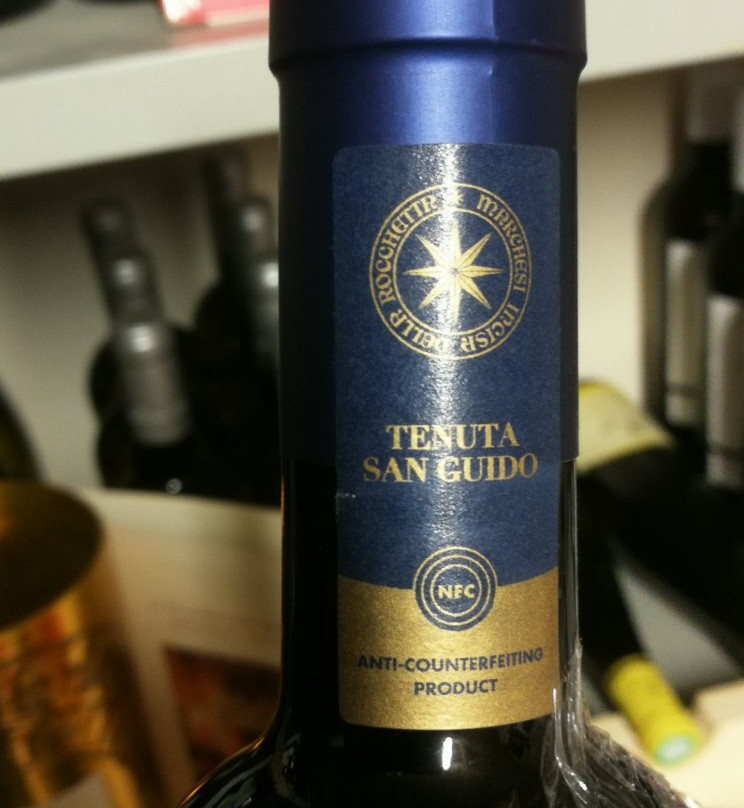 MARCHESI INCISA DELLA ROCCHETTA
TENUTA
SAN GUIDO
NFC
ANTI-COUNTERFEITING
PRODUCT